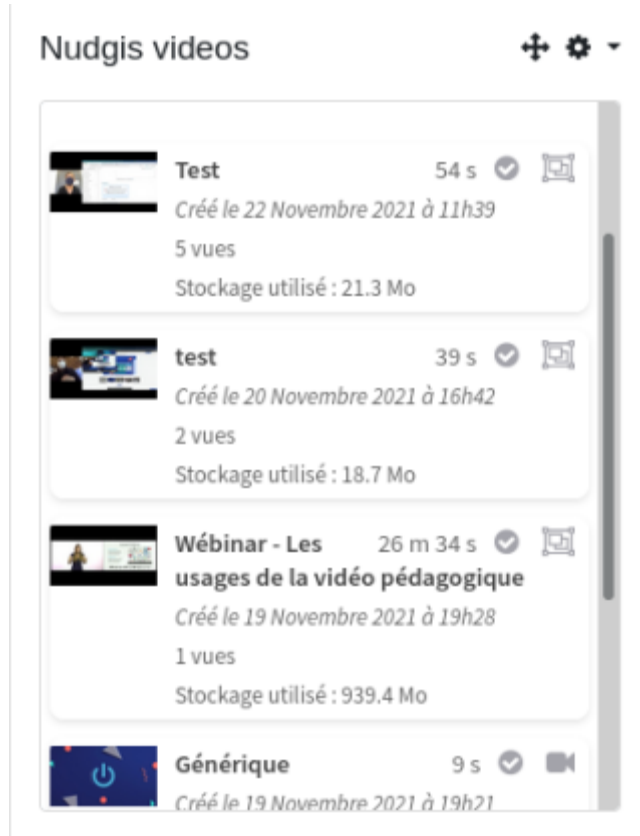 Nudgis videos
Test 54 s
Créé le 22 Novembre 2021 à 11h39
5 vues
Stockage utilisé : 21.3 Mo
test 39 s
Créé le 20 Novembre 2021 à 16h42
2 vues
Stockage utilisé : 18.7 Mo
Wébinar - Les 26 m 34 s
usages de la vidéo pédagogique
Créé le 19 Novembre 2021 à 19h28
1 vues
Stockage utilisé : 939.4 Mo
Générique 9 s
Créé le 19 Novembre 2021 à 19h21